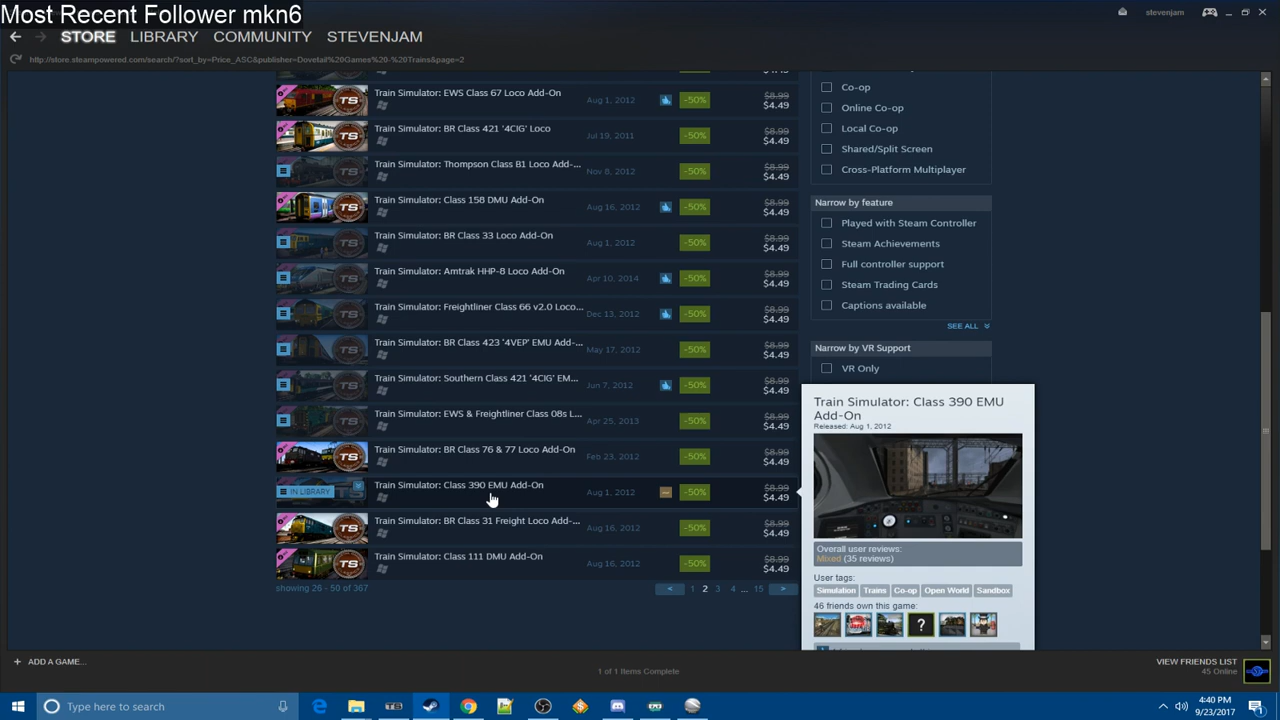 Most Recent Follower mkn6
stevenjam
STORE LIBRARY COMMUNITY STEVENJAM
http://store.steampowered.com/search/?sort_by=Price_ASC&publisher=Dovetail%20Games%20-%20Trains&page=2
$4.49
Train Simulator: EWS Class 67 Loco Add-On Aug 1, 2012 -50% $8.99 $4.49
Train Simulator: BR Class 421 '4CIG' Loco Jul 19, 2011 -50% $8.99 $4.49
Train Simulator: Thompson Class B1 Loco Add-... Nov 8, 2012 -50% $8.99 $4.49
Train Simulator: Class 158 DMU Add-On Aug 16, 2012 -50% $8.99 $4.49
Train Simulator: BR Class 33 Loco Add-On Aug 1, 2012 -50% $8.99 $4.49
Train Simulator: Amtrak HHP-8 Loco Add-On Apr 10, 2014 -50% $8.99 $4.49
Train Simulator: Freightliner Class 66 v2.0 Loco... Dec 13, 2012 -50% $8.99 $4.49
Train Simulator: BR Class 423 '4VEP' EMU Add-... May 17, 2012 -50% $8.99 $4.49
Train Simulator: Southern Class 421 '4CIG' EM... Jun 7, 2012 -50% $8.99 $4.49
Train Simulator: EWS & Freightliner Class 08s L... Apr 25, 2013 -50% $8.99 $4.49
Train Simulator: BR Class 76 & 77 Loco Add-On Feb 23, 2012 -50% $8.99 $4.49
IN LIBRARY Train Simulator: Class 390 EMU Add-On Aug 1, 2012 -50% $8.99 $4.49
Train Simulator: BR Class 31 Freight Loco Add-... Aug 16, 2012 -50% $8.99 $4.49
Train Simulator: Class 111 DMU Add-On Aug 16, 2012 -50% $8.99 $4.49
showing 26 - 50 of 367 < 1 2 3 4 ... 15 >
Co-op
Online Co-op
Local Co-op
Shared/Split Screen
Cross-Platform Multiplayer
Narrow by feature
Played with Steam Controller
Steam Achievements
Full controller support
Steam Trading Cards
Captions available
SEE ALL
Narrow by VR Support
VR Only
Train Simulator: Class 390 EMU
Add-On
Released: Aug 1, 2012
Overall user reviews:
Mixed (35 reviews)
User tags:
Simulation Trains Co-op Open World Sandbox
46 friends own this game:
?
+ ADD A GAME...
1 of 1 Items Complete
VIEW FRIENDS LIST
45 Online
Type here to search
4:40 PM
9/23/2017